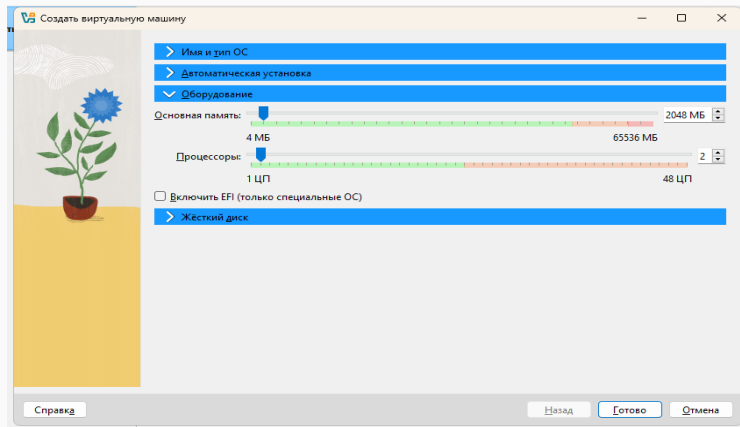 Создать виртуальную машину
Имя и тип ОС
Автоматическая установка
Оборудование
Основная память: 2048 МБ
4 МБ 65536 МБ
Процессоры: 2
1 ЦП 48 ЦП
Включить EFI (только специальные ОС)
Жёсткий диск
Справка Назад Готово Отмена